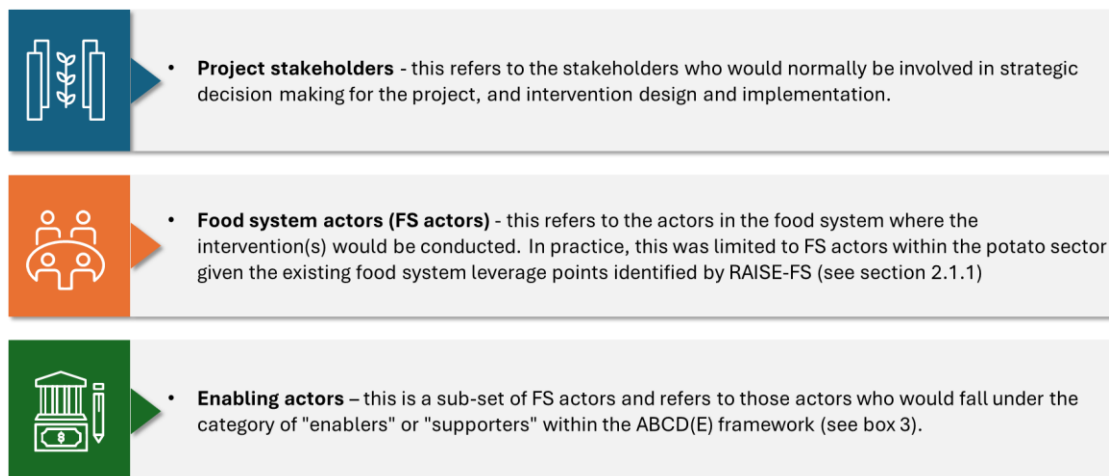 • Project stakeholders - this refers to the stakeholders who would normally be involved in strategic
decision making for the project, and intervention design and implementation.
• Food system actors (FS actors) - this refers to the actors in the food system where the
intervention(s) would be conducted. In practice, this was limited to FS actors within the potato sector
given the existing food system leverage points identified by RAISE-FS (see section 2.1.1)
• Enabling actors – this is a sub-set of FS actors and refers to those actors who would fall under the
category of "enablers" or "supporters" within the ABCD(E) framework (see box 3).
$